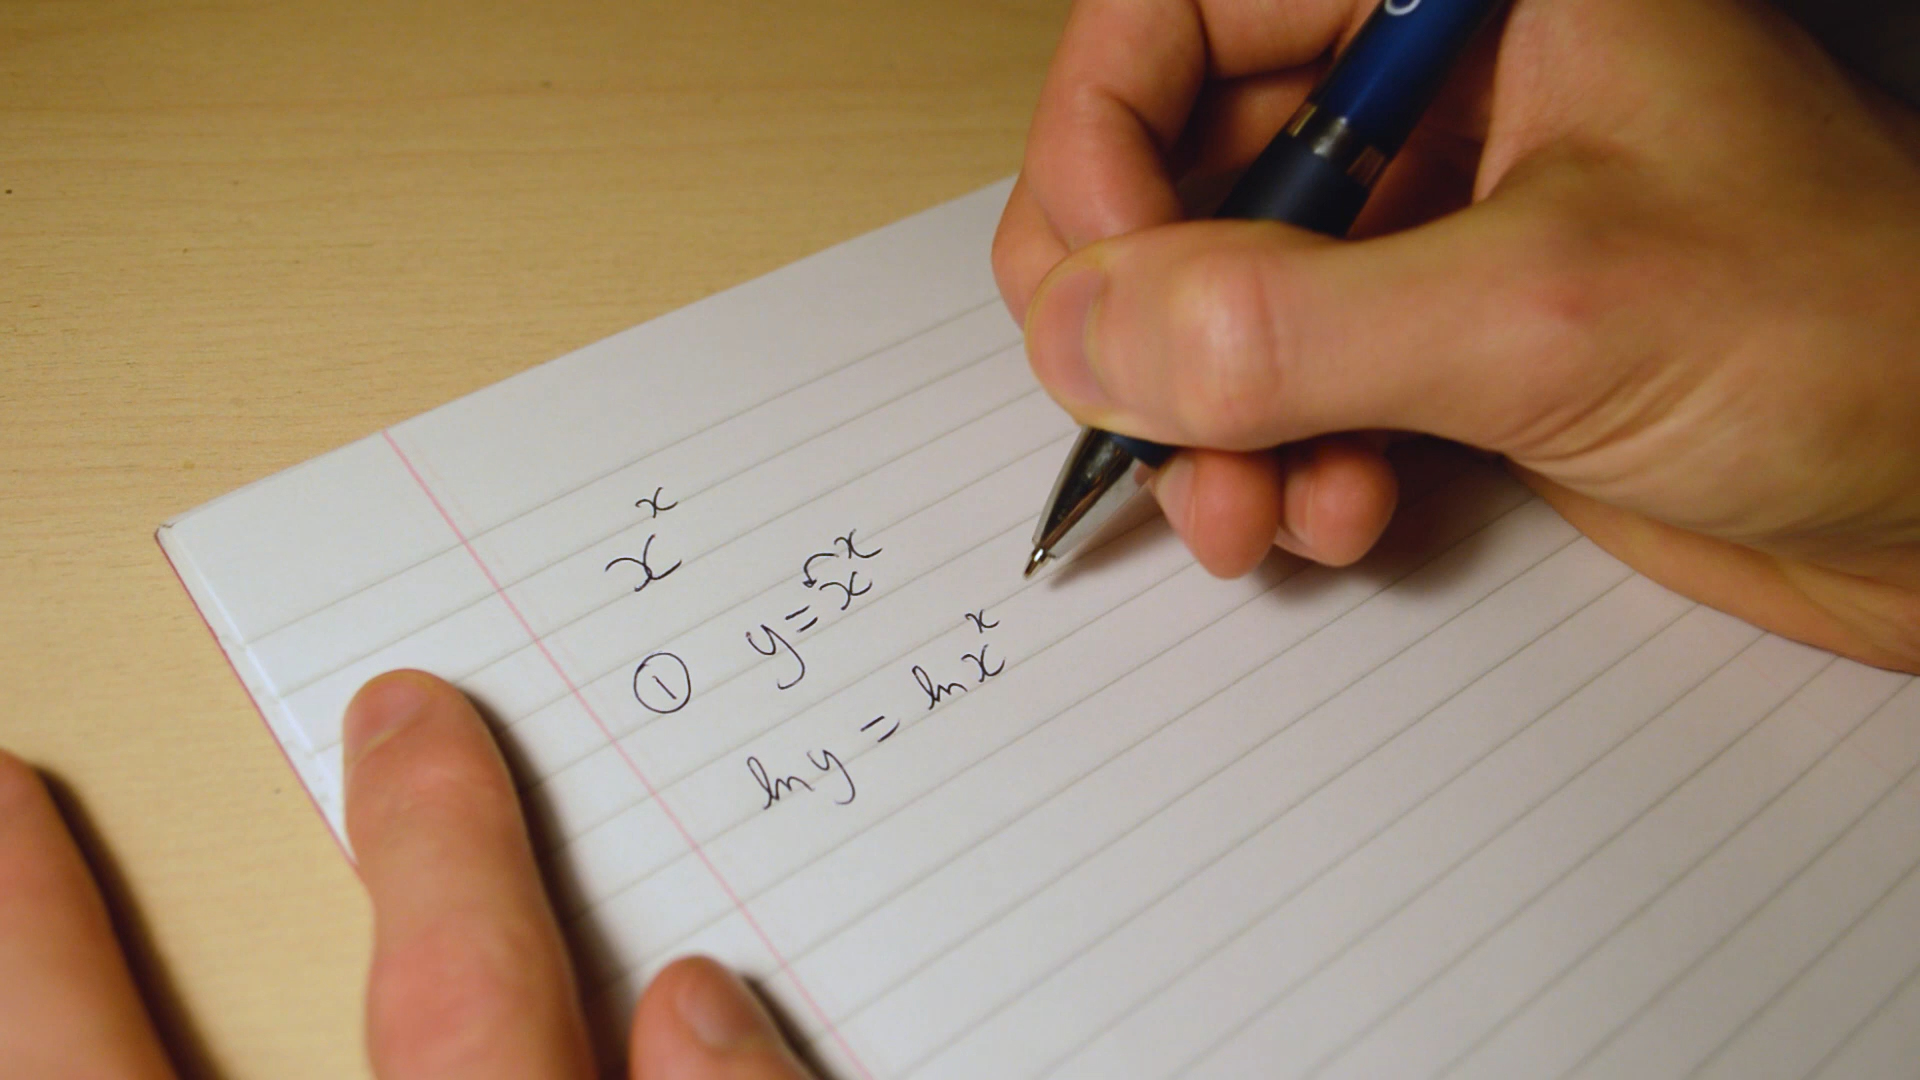 x^x
① y = x^x
ln y = ln x^x